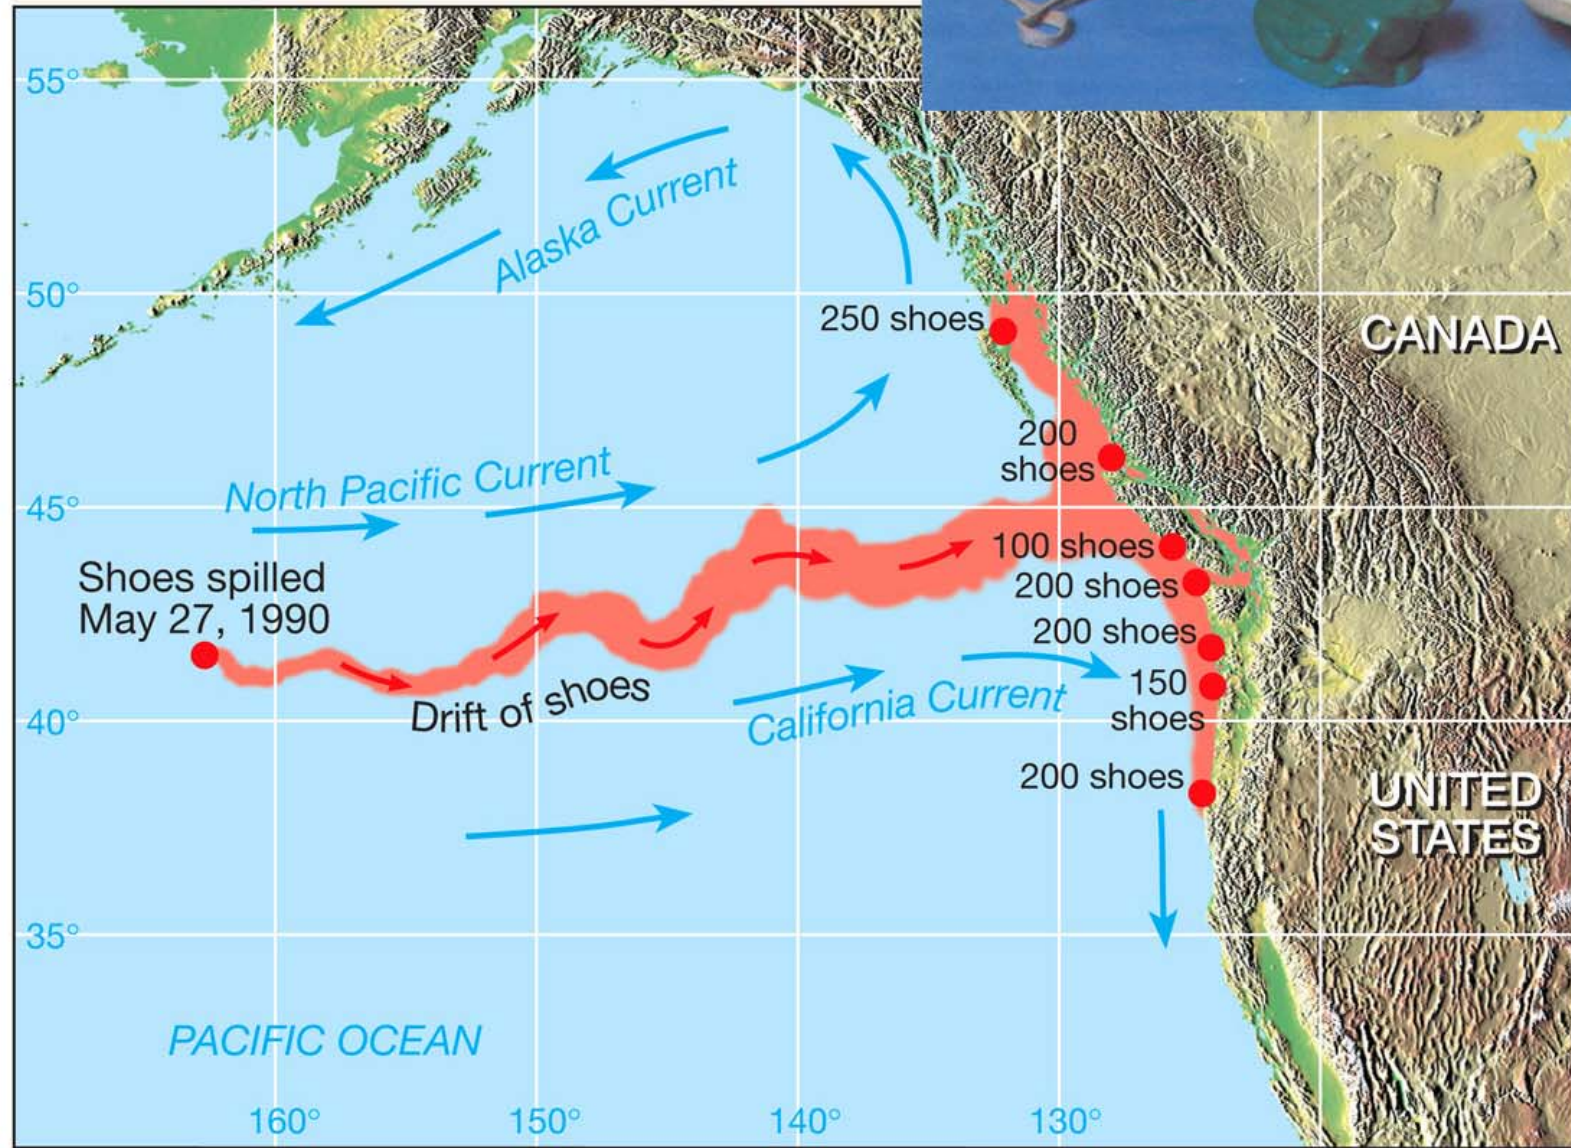 55°
Alaska Current
50°
250 shoes
CANADA
200
shoes
North Pacific Current
45°
100 shoes
Shoes spilled
May 27, 1990
200 shoes
200 shoes
Drift of shoes
150
shoes
California Current
40°
200 shoes
UNITED
STATES
35°
PACIFIC OCEAN
160°
150°
140°
130°